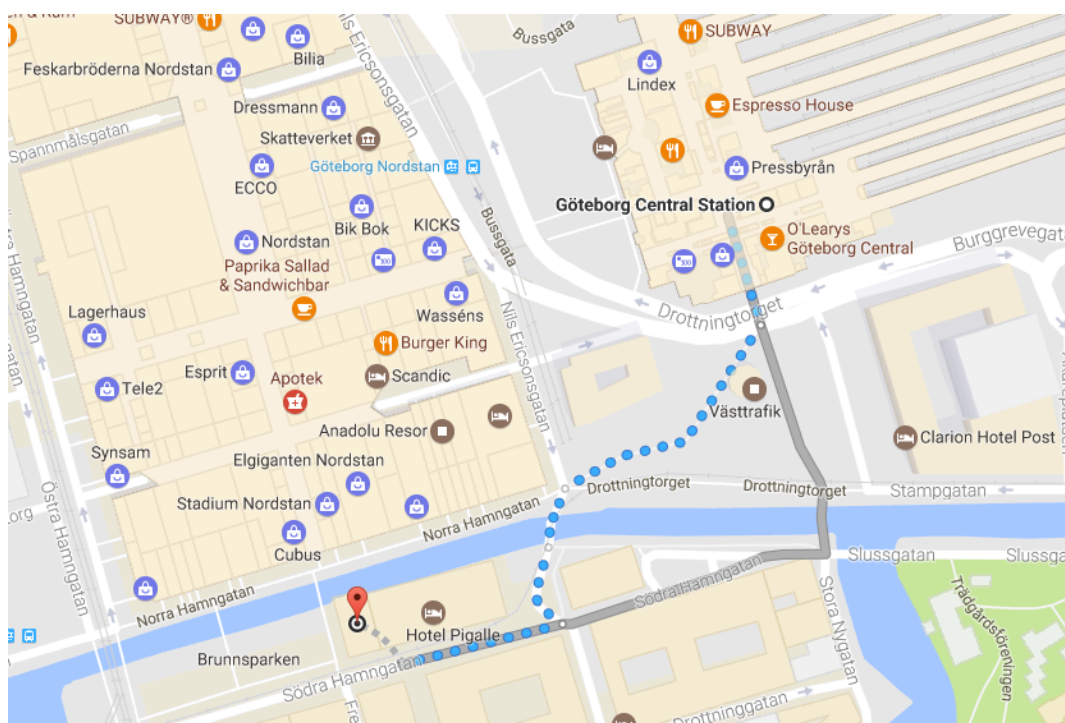 SUBWAY®
Bilia
Feskarbröderna Nordstan
Dressmann
Skatteverket
Göteborg Nordstan
Spannmålsgatan
ECCO
Bik Bok
KICKS
Nordstan
Paprika Sallad
& Sandwichbar
Wasséns
Lagerhaus
Burger King
Esprit
Tele2
Apotek
Scandic
Anadolu Resor
Synsam
Elgiganten Nordstan
Stadium Nordstan
Cubus
Östra Hamngatan
Östra Hamngatan
Norra Hamngatan
Norra Hamngatan
Nils Ericsonsgatan
Bussgata
Bussgata
Nils Ericsonsgatan
SUBWAY
Lindex
Espresso House
Pressbyrån
Göteborg Central Station
O'Learys
Göteborg Central
Burggrevegata
Drottningtorget
Västtrafik
Clarion Hotel Post
Drottningtorget
Drottningtorget
Stampgatan
Slussgatan
Slussga
Södra Hamngatan
Stora Nygatan
Trädgårdsföreningen
Hotel Pigalle
Brunnsparken
Södra Hamngatan
Fre
Drottninggatan